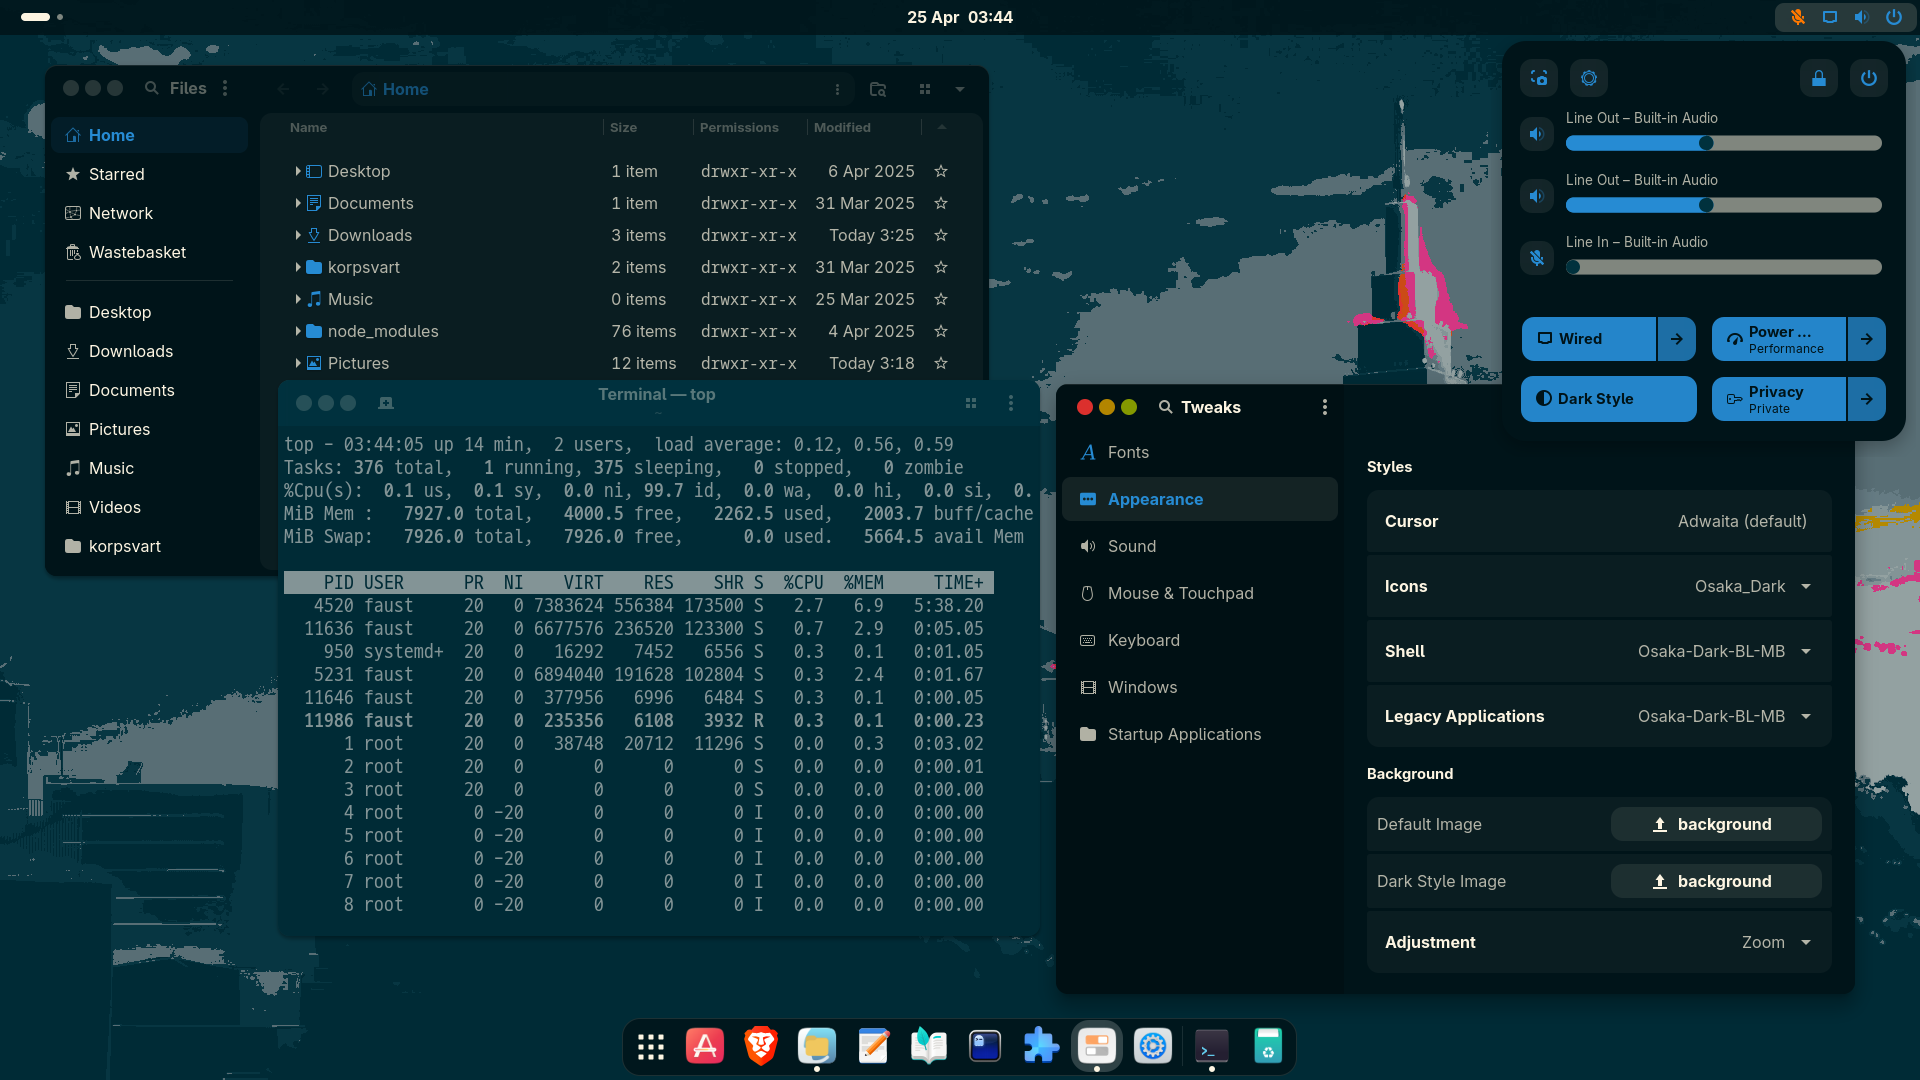 25 Apr 03:44
Files
Home
Home
Starred
Network
Wastebasket
Desktop
Downloads
Documents
Pictures
Music
Videos
korpsvart
Name Size Permissions Modified
Desktop 1 item drwxr-xr-x 6 Apr 2025
Documents 1 item drwxr-xr-x 31 Mar 2025
Downloads 3 items drwxr-xr-x Today 3:25
korpsvart 2 items drwxr-xr-x 31 Mar 2025
Music 0 items drwxr-xr-x 25 Mar 2025
node_modules 76 items drwxr-xr-x 4 Apr 2025
Pictures 12 items drwxr-xr-x Today 3:18
Terminal — top
~
top - 03:44:05 up 14 min, 2 users, load average: 0.12, 0.56, 0.59
Tasks: 376 total, 1 running, 375 sleeping, 0 stopped, 0 zombie
%Cpu(s): 0.1 us, 0.1 sy, 0.0 ni, 99.7 id, 0.0 wa, 0.0 hi, 0.0 si, 0.
MiB Mem : 7927.0 total, 4000.5 free, 2262.5 used, 2003.7 buff/cache
MiB Swap: 7926.0 total, 7926.0 free, 0.0 used. 5664.5 avail Mem
PID USER PR NI VIRT RES SHR S %CPU %MEM TIME+
4520 faust 20 0 7383624 556384 173500 S 2.7 6.9 5:38.20
11636 faust 20 0 6677576 236520 123300 S 0.7 2.9 0:05.05
950 systemd+ 20 0 16292 7452 6556 S 0.3 0.1 0:01.05
5231 faust 20 0 6894040 191628 102804 S 0.3 2.4 0:01.67
11646 faust 20 0 377956 6996 6484 S 0.3 0.1 0:00.05
11986 faust 20 0 235356 6108 3932 R 0.3 0.1 0:00.23
1 root 20 0 38748 20712 11296 S 0.0 0.3 0:03.02
2 root 20 0 0 0 0 S 0.0 0.0 0:00.01
3 root 20 0 0 0 0 S 0.0 0.0 0:00.00
4 root 0 -20 0 0 0 I 0.0 0.0 0:00.00
5 root 0 -20 0 0 0 I 0.0 0.0 0:00.00
6 root 0 -20 0 0 0 I 0.0 0.0 0:00.00
7 root 0 -20 0 0 0 I 0.0 0.0 0:00.00
8 root 0 -20 0 0 0 I 0.0 0.0 0:00.00
Tweaks
Fonts
Appearance
Sound
Mouse & Touchpad
Keyboard
Windows
Startup Applications
Styles
Cursor Adwaita (default)
Icons Osaka_Dark
Shell Osaka-Dark-BL-MB
Legacy Applications Osaka-Dark-BL-MB
Background
Default Image background
Dark Style Image background
Adjustment Zoom
Line Out – Built-in Audio
Line Out – Built-in Audio
Line In – Built-in Audio
Wired
Power ...
Performance
Dark Style
Privacy
Private